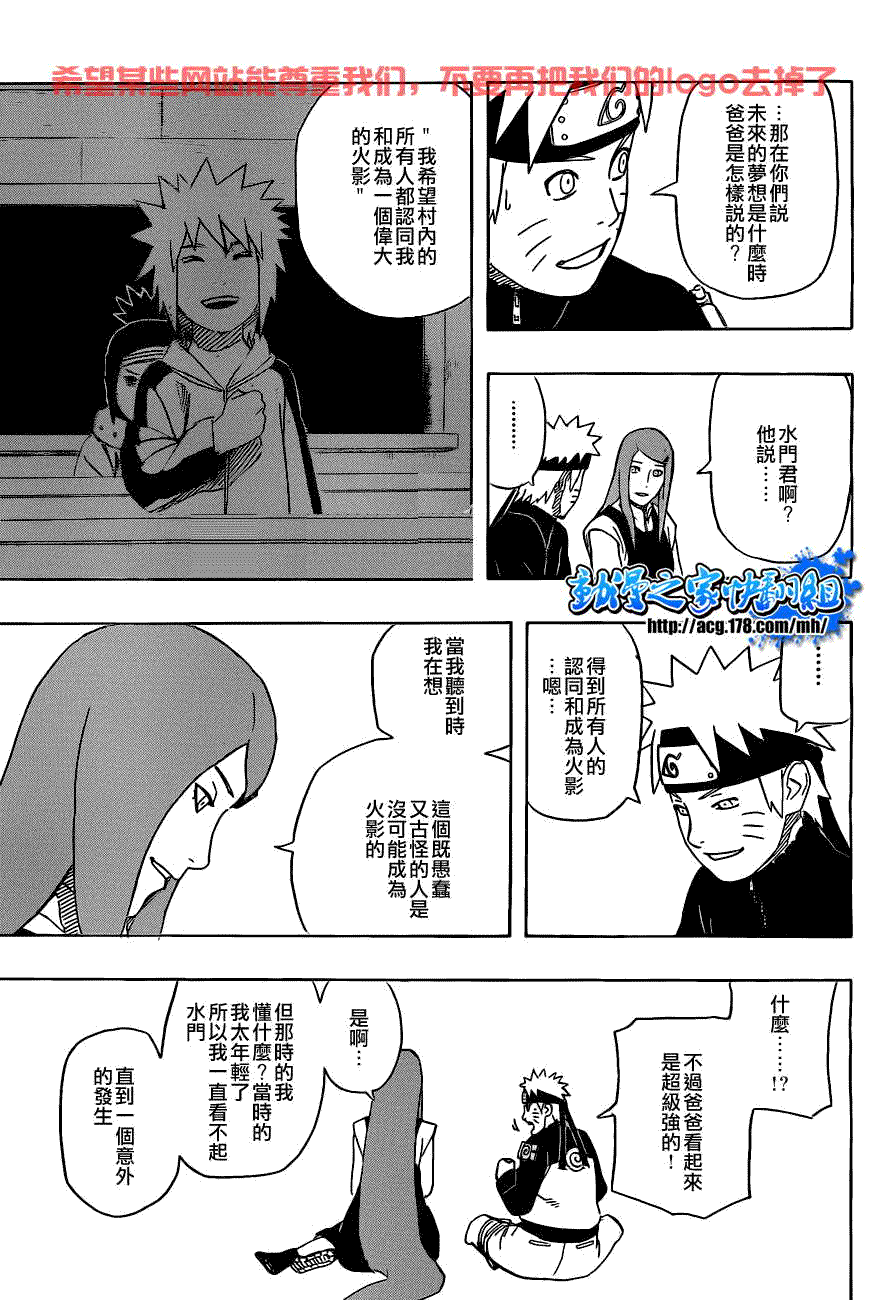 希望某些网站能尊重我们，不要再把我们的logo去掉了
…那在你們説
未來的夢想是什麼時
爸爸是怎樣説的？
"我希望村內的
所有人都認同我
和成為一個偉大
的火影"
水門君啊？
他説……
……
動漫之家快翻組
http://acg.178.com/mh/
……
得到所有人的
認同和成為火影
…嗯…
當我聽到時
我在想
這個既愚蠢
又古怪的人是
沒可能成為
火影的
什麼……!?
不過爸爸看起來
是超級強的！
是啊…
但那時的我
懂什麼？當時的
我太年輕了
所以我一直看不起
水門
直到一個意外
的發生